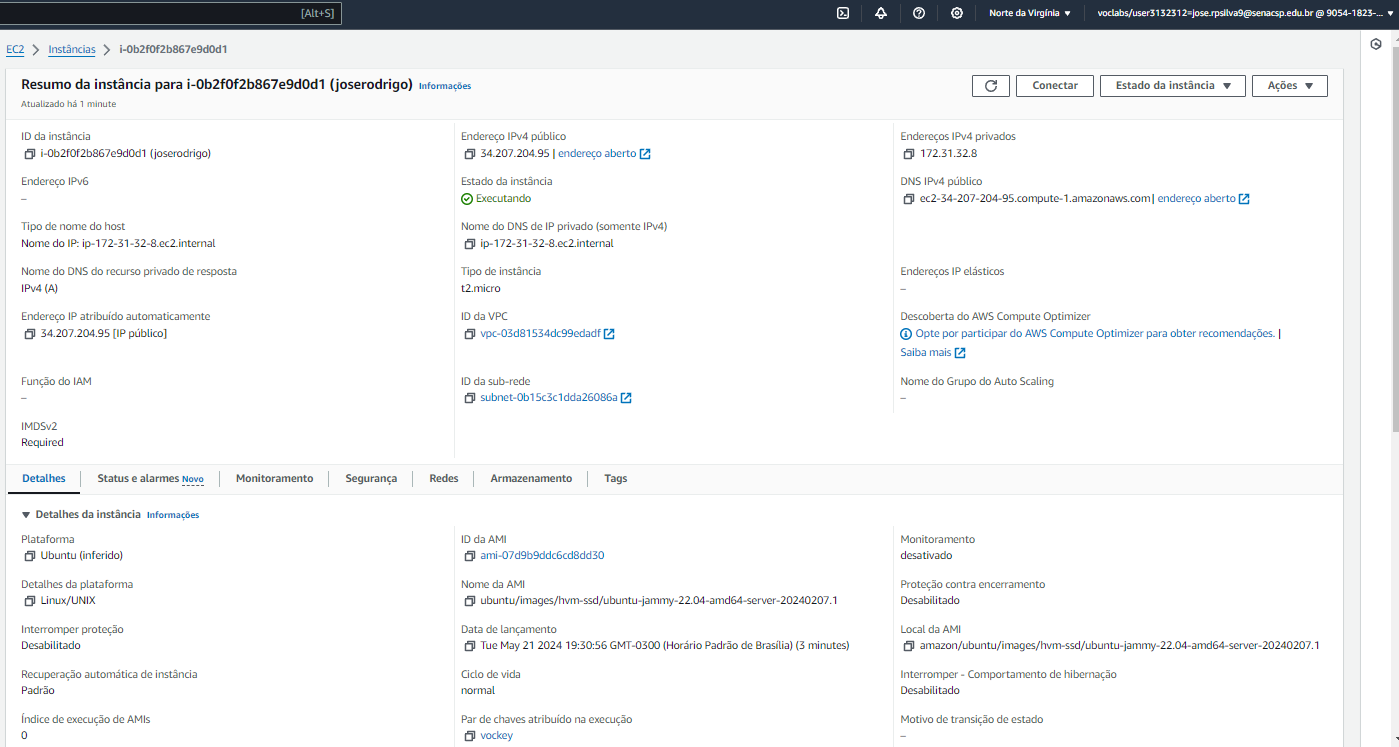 [Alt+S]
Norte da Virgínia
voclabs/user3132312=jose.rpsilva9@senacsp.edu.br @ 9054-1823-...
EC2 > Instâncias > i-0b2f0f2b867e9d0d1
Resumo da instância para i-0b2f0f2b867e9d0d1 (joserodrigo) Informações
Atualizado há 1 minute
Conectar
Estado da instância
Ações
ID da instância
i-0b2f0f2b867e9d0d1 (joserodrigo)
Endereço IPv4 público
34.207.204.95 | endereço aberto
Endereços IPv4 privados
172.31.32.8
Endereço IPv6
–
Estado da instância
Executando
DNS IPv4 público
ec2-34-207-204-95.compute-1.amazonaws.com | endereço aberto
Tipo de nome do host
Nome do IP: ip-172-31-32-8.ec2.internal
Nome do DNS de IP privado (somente IPv4)
ip-172-31-32-8.ec2.internal
Nome do DNS do recurso privado de resposta
IPv4 (A)
Tipo de instância
t2.micro
Endereços IP elásticos
–
Endereço IP atribuído automaticamente
34.207.204.95 [IP público]
ID da VPC
vpc-03d81534dc99edadf
Descoberta do AWS Compute Optimizer
Opte por participar do AWS Compute Optimizer para obter recomendações. |
Saiba mais
Função do IAM
–
ID da sub-rede
subnet-0b15c3c1dda26086a
Nome do Grupo do Auto Scaling
–
IMDSv2
Required
Detalhes
Status e alarmes Novo
Monitoramento
Segurança
Redes
Armazenamento
Tags
Detalhes da instância Informações
Plataforma
Ubuntu (inferido)
ID da AMI
ami-07d9b9ddc6cd8dd30
Monitoramento
desativado
Detalhes da plataforma
Linux/UNIX
Nome da AMI
ubuntu/images/hvm-ssd/ubuntu-jammy-22.04-amd64-server-20240207.1
Proteção contra encerramento
Desabilitado
Interromper proteção
Desabilitado
Data de lançamento
Tue May 21 2024 19:30:56 GMT-0300 (Horário Padrão de Brasília) (3 minutes)
Local da AMI
amazon/ubuntu/images/hvm-ssd/ubuntu-jammy-22.04-amd64-server-20240207.1
Recuperação automática de instância
Padrão
Ciclo de vida
normal
Interromper - Comportamento de hibernação
Desabilitado
Índice de execução de AMIs
0
Par de chaves atribuído na execução
vockey
Motivo de transição de estado
–